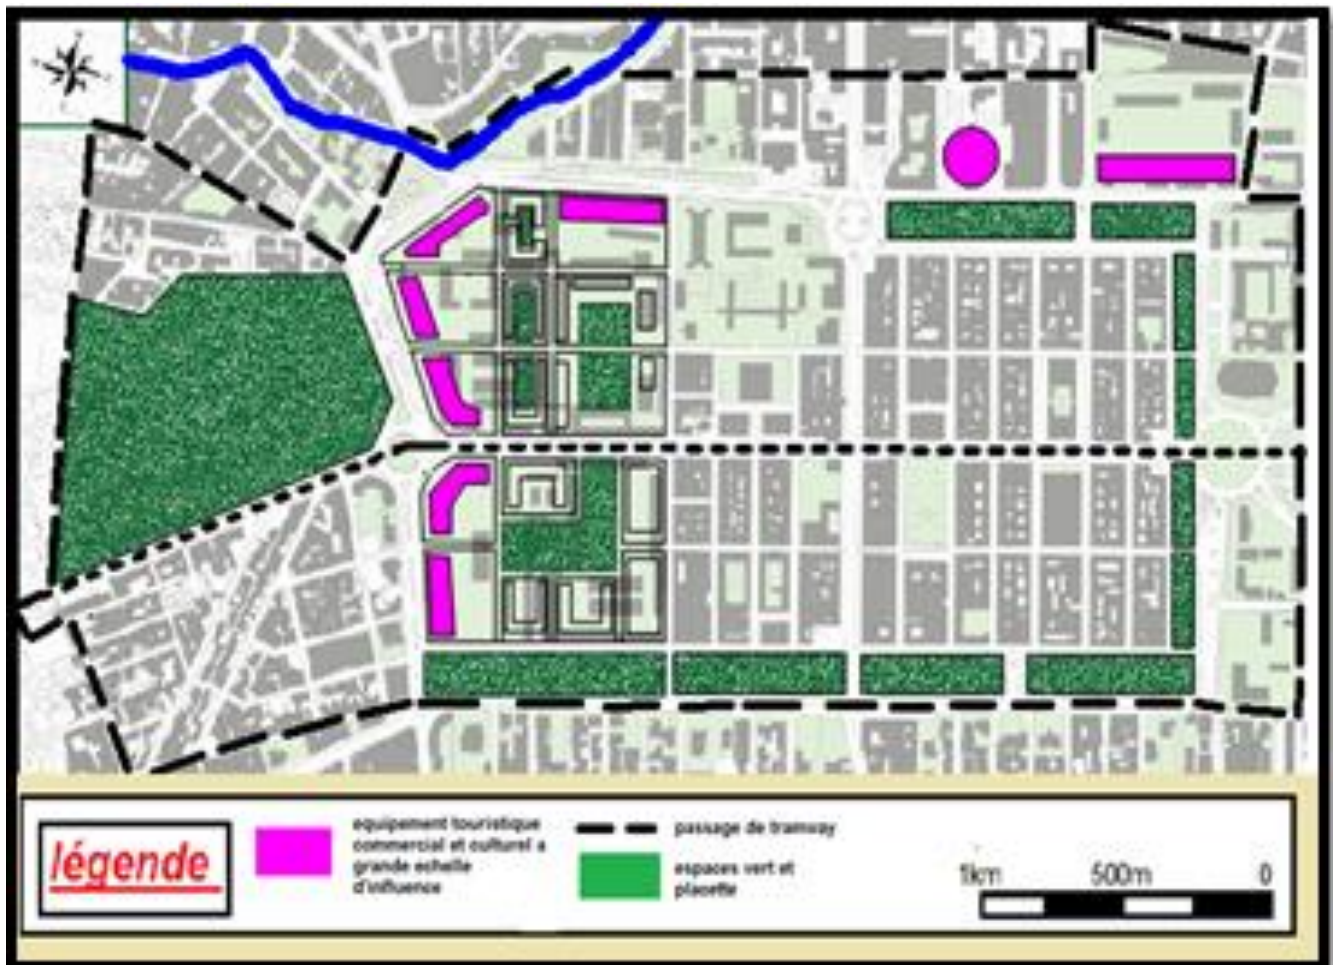 légende
equipement touristique
commercial et culturel a
grande echelle
d'influence
passage de tramway
espaces vert et
placette
1km 500m 0